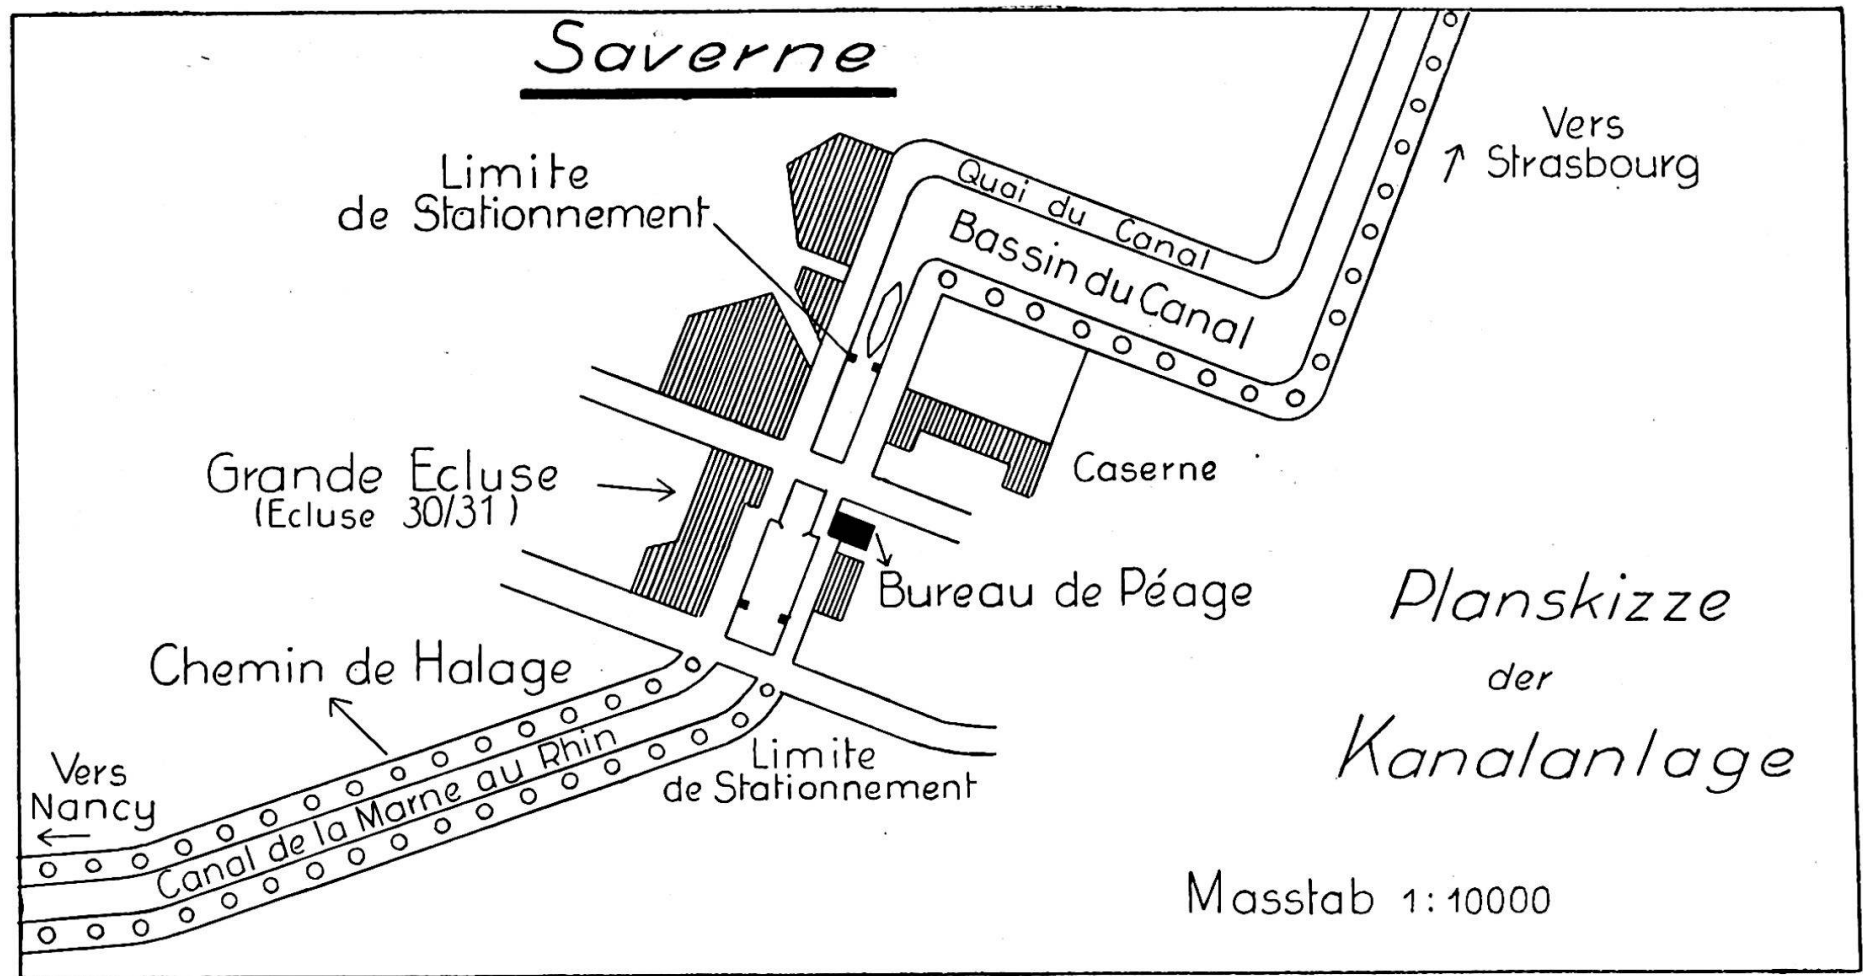 Saverne
Limite
de Stationnement
Quai du Canal
Bassin du Canal
Vers
Strasbourg
Grande Ecluse
(Ecluse 30/31)
Caserne
Bureau de Péage
Chemin de Halage
Vers
Nancy
Canal de la Marne au Rhin
Limite
de Stationnement
Planskizze
der
Kanalanlage
Masstab 1:10000